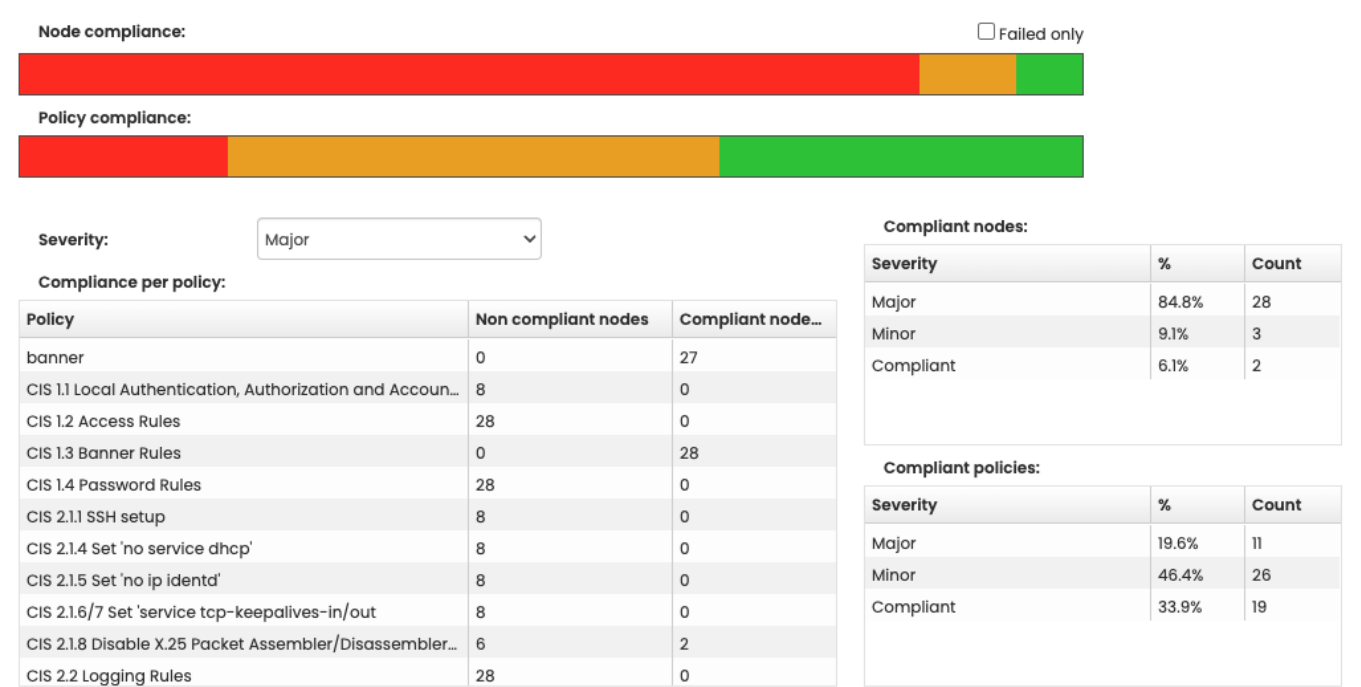 Node compliance:
Failed only
Policy compliance:
Severity:
Major
Compliance per policy:
Policy Non compliant nodes Compliant node...
banner 0 27
CIS 1.1 Local Authentication, Authorization and Accoun... 8 0
CIS 1.2 Access Rules 28 0
CIS 1.3 Banner Rules 0 28
CIS 1.4 Password Rules 28 0
CIS 2.1.1 SSH setup 8 0
CIS 2.1.4 Set 'no service dhcp' 8 0
CIS 2.1.5 Set 'no ip identd' 8 0
CIS 2.1.6/7 Set 'service tcp-keepalives-in/out 8 0
CIS 2.1.8 Disable X.25 Packet Assembler/Disassembler... 6 2
CIS 2.2 Logging Rules 28 0
Compliant nodes:
Severity % Count
Major 84.8% 28
Minor 9.1% 3
Compliant 6.1% 2
Compliant policies:
Severity % Count
Major 19.6% 11
Minor 46.4% 26
Compliant 33.9% 19